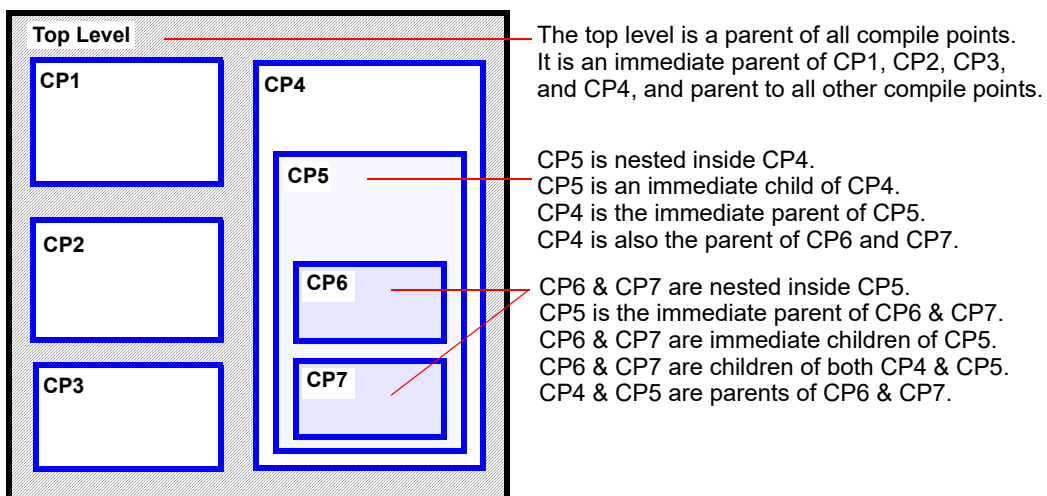 Top Level
CP1
CP2
CP3
CP4
CP5
CP6
CP7
The top level is a parent of all compile points.
It is an immediate parent of CP1, CP2, CP3,
and CP4, and parent to all other compile points.
CP5 is nested inside CP4.
CP5 is an immediate child of CP4.
CP4 is the immediate parent of CP5.
CP4 is also the parent of CP6 and CP7.
CP6 & CP7 are nested inside CP5.
CP5 is the immediate parent of CP6 & CP7.
CP6 & CP7 are immediate children of CP5.
CP6 & CP7 are children of both CP4 & CP5.
CP4 & CP5 are parents of CP6 & CP7.